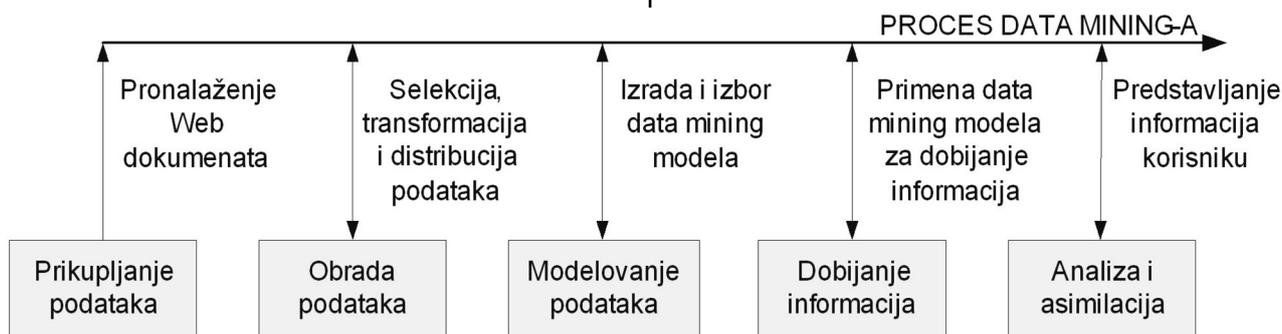 PROCES DATA MINING-A
Pronalaženje
Web
dokumenata
Selekcija,
transformacija
i distribucija
podataka
Izrada i izbor
data mining
modela
Primena data
mining modela
za dobijanje
informacija
Predstavljanje
informacija
korisniku
Prikupljanje
podataka
Obrada
podataka
Modelovanje
podataka
Dobijanje
informacija
Analiza i
asimilacija